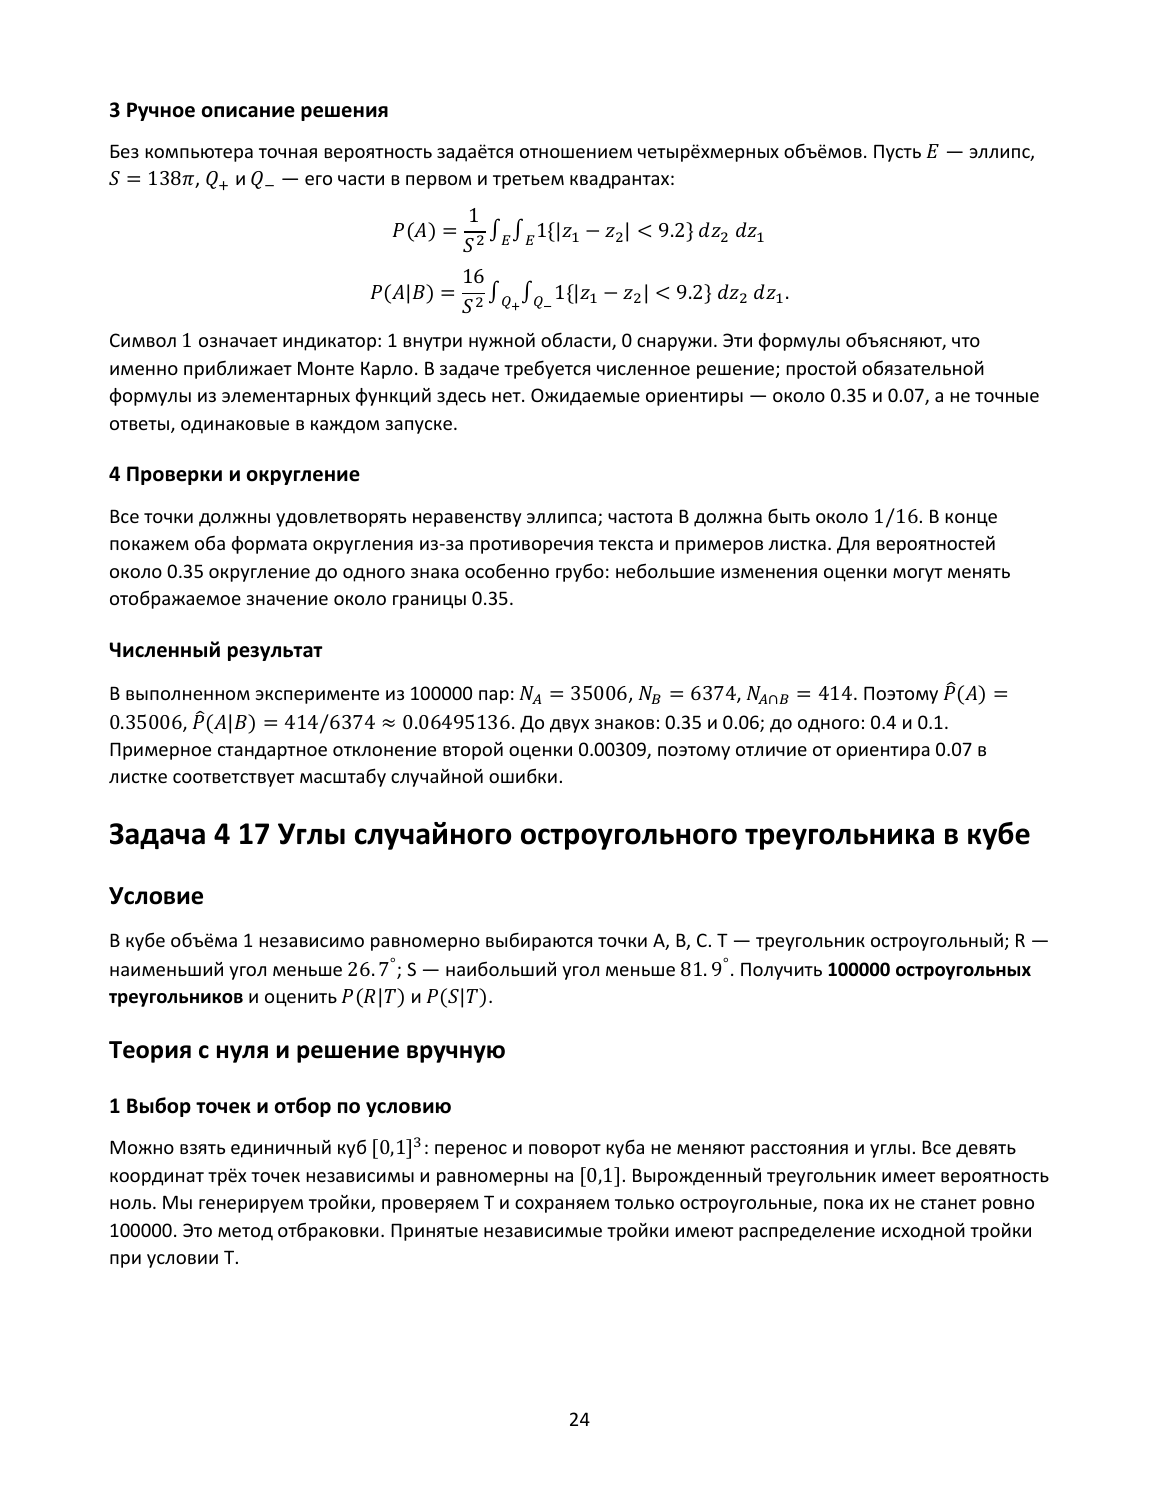 3 Ручное описание решения
Без компьютера точная вероятность задаётся отношением четырёхмерных объёмов. Пусть E — эллипс,
S = 138π, Q₊ и Q₋ — его части в первом и третьем квадрантах:
P(A) = 1/S² ∫_E ∫_E 1{|z₁ − z₂| < 9.2} dz₂ dz₁
P(A|B) = 16/S² ∫_Q₊ ∫_Q₋ 1{|z₁ − z₂| < 9.2} dz₂ dz₁.
Символ 1 означает индикатор: 1 внутри нужной области, 0 снаружи. Эти формулы объясняют, что
именно приближает Монте Карло. В задаче требуется численное решение; простой обязательной
формулы из элементарных функций здесь нет. Ожидаемые ориентиры — около 0.35 и 0.07, а не точные
ответы, одинаковые в каждом запуске.
4 Проверки и округление
Все точки должны удовлетворять неравенству эллипса; частота B должна быть около 1/16. В конце
покажем оба формата округления из-за противоречия текста и примеров листка. Для вероятностей
около 0.35 округление до одного знака особенно грубо: небольшие изменения оценки могут менять
отображаемое значение около границы 0.35.
Численный результат
В выполненном эксперименте из 100000 пар: N_A = 35006, N_B = 6374, N_A∩B = 414. Поэтому P̂(A) =
0.35006, P̂(A|B) = 414/6374 ≈ 0.06495136. До двух знаков: 0.35 и 0.06; до одного: 0.4 и 0.1.
Примерное стандартное отклонение второй оценки 0.00309, поэтому отличие от ориентира 0.07 в
листке соответствует масштабу случайной ошибки.
Задача 4 17 Углы случайного остроугольного треугольника в кубе
Условие
В кубе объёма 1 независимо равномерно выбираются точки A, B, C. T — треугольник остроугольный; R —
наименьший угол меньше 26.7°; S — наибольший угол меньше 81.9°. Получить 100000 остроугольных
треугольников и оценить P(R|T) и P(S|T).
Теория с нуля и решение вручную
1 Выбор точек и отбор по условию
Можно взять единичный куб [0,1]³: перенос и поворот куба не меняют расстояния и углы. Все девять
координат трёх точек независимы и равномерны на [0,1]. Вырожденный треугольник имеет вероятность
ноль. Мы генерируем тройки, проверяем T и сохраняем только остроугольные, пока их не станет ровно
100000. Это метод отбраковки. Принятые независимые тройки имеют распределение исходной тройки
при условии T.
24